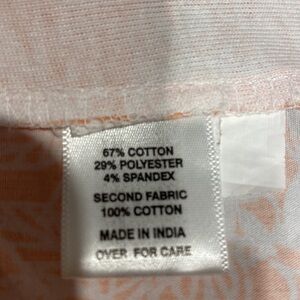 67% COTTON
29% POLYESTER
4% SPANDEX
SECOND FABRIC
100% COTTON
MADE IN INDIA
OVER FOR CARE